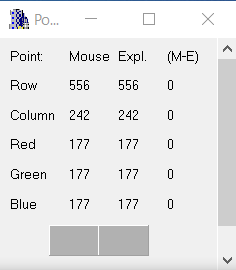 Po...
Point: Mouse Expl. (M-E)
Row 556 556 0
Column 242 242 0
Red 177 177 0
Green 177 177 0
Blue 177 177 0